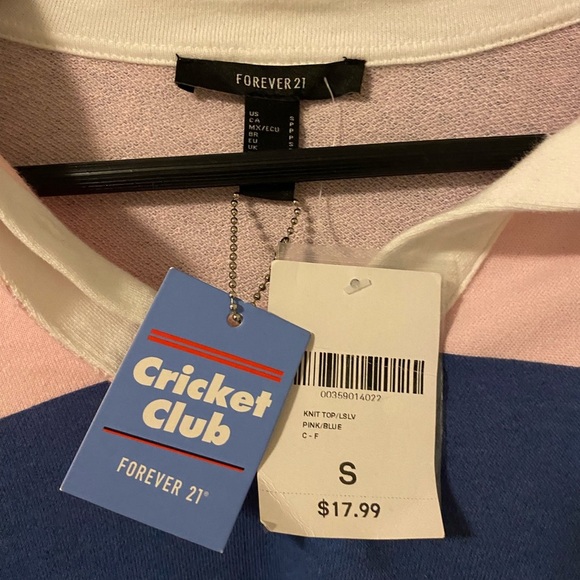 FOREVER 21
US S
CA P
MX/ECU P
BR P
EU S
UK
Cricket
Club
FOREVER 21®
00359014022
KNIT TOP/LSLV
PINK/BLUE
C - F
S
$17.99